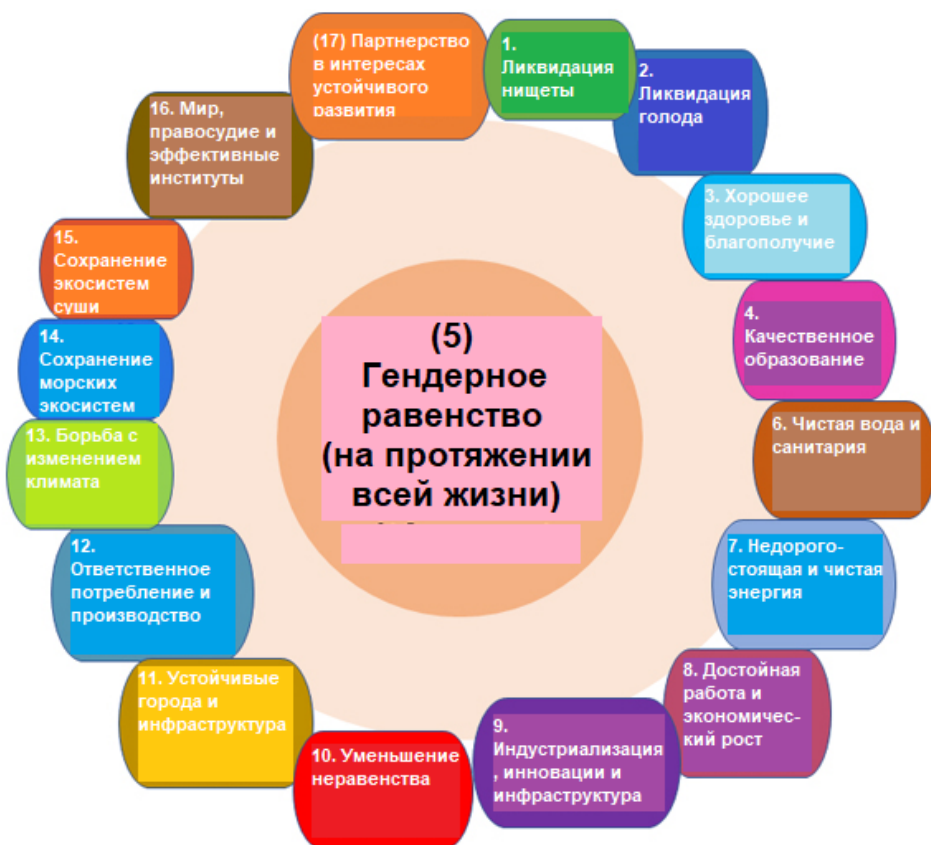 (17) Партнерство
в интересах
устойчивого
развития
1.
Ликвидация
нищеты
2.
Ликвидация
голода
3. Хорошее
здоровье и
благополучие
4.
Качественное
образование
6. Чистая вода и
санитария
7. Недорого-
стоящая и чистая
энергия
8. Достойная
работа и
экономичес-
кий рост
9.
Индустриализация
, инновации и
инфраструктура
10. Уменьшение
неравенства
11. Устойчивые
города и
инфраструктура
12.
Ответственное
потребление и
производство
13. Борьба с
изменением
климата
14.
Сохранение
морских
экосистем
15.
Сохранение
экосистем
суши
16. Мир,
правосудие и
эффективные
институты
(5)
Гендерное
равенство
(на протяжении
всей жизни)